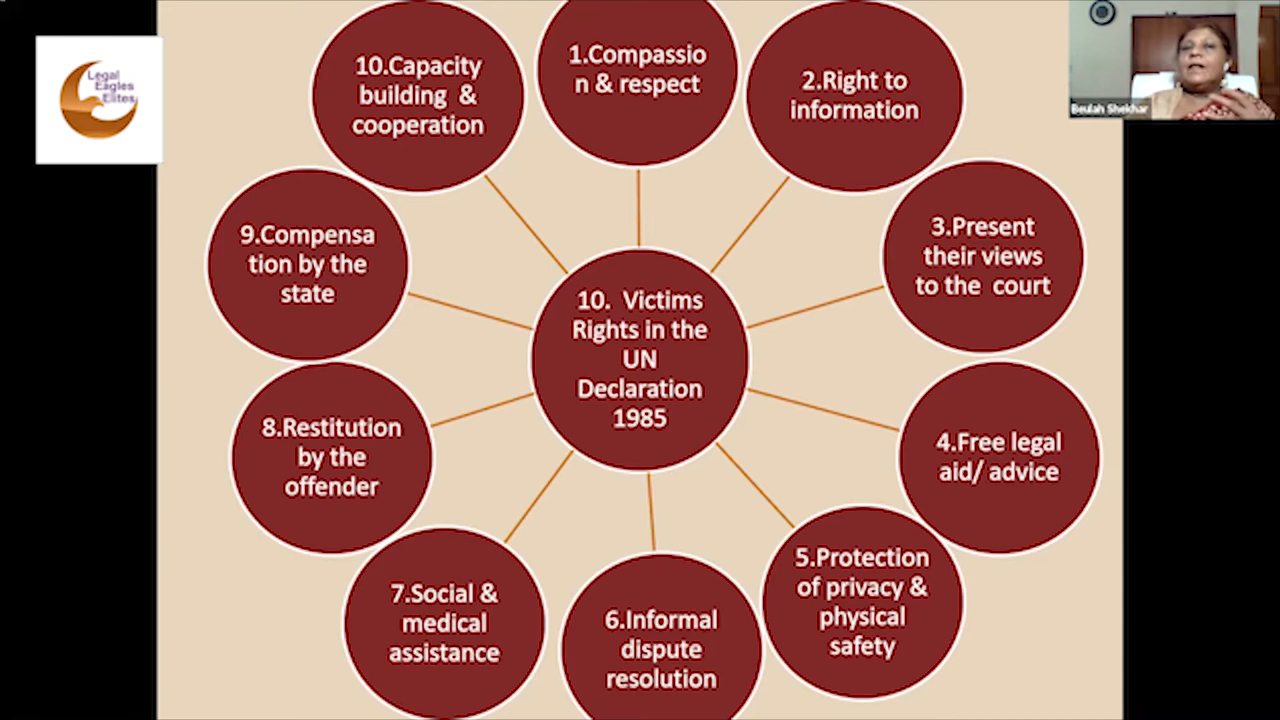 Legal
Eagles
Elites
Beulah Shekhar
10. Victims
Rights in the
UN
Declaration
1985
1.Compassio
n & respect
2.Right to
information
3.Present
their views
to the court
4.Free legal
aid/ advice
5.Protection
of privacy &
physical
safety
6.Informal
dispute
resolution
7.Social &
medical
assistance
8.Restitution
by the
offender
9.Compensa
tion by the
state
10.Capacity
building &
cooperation